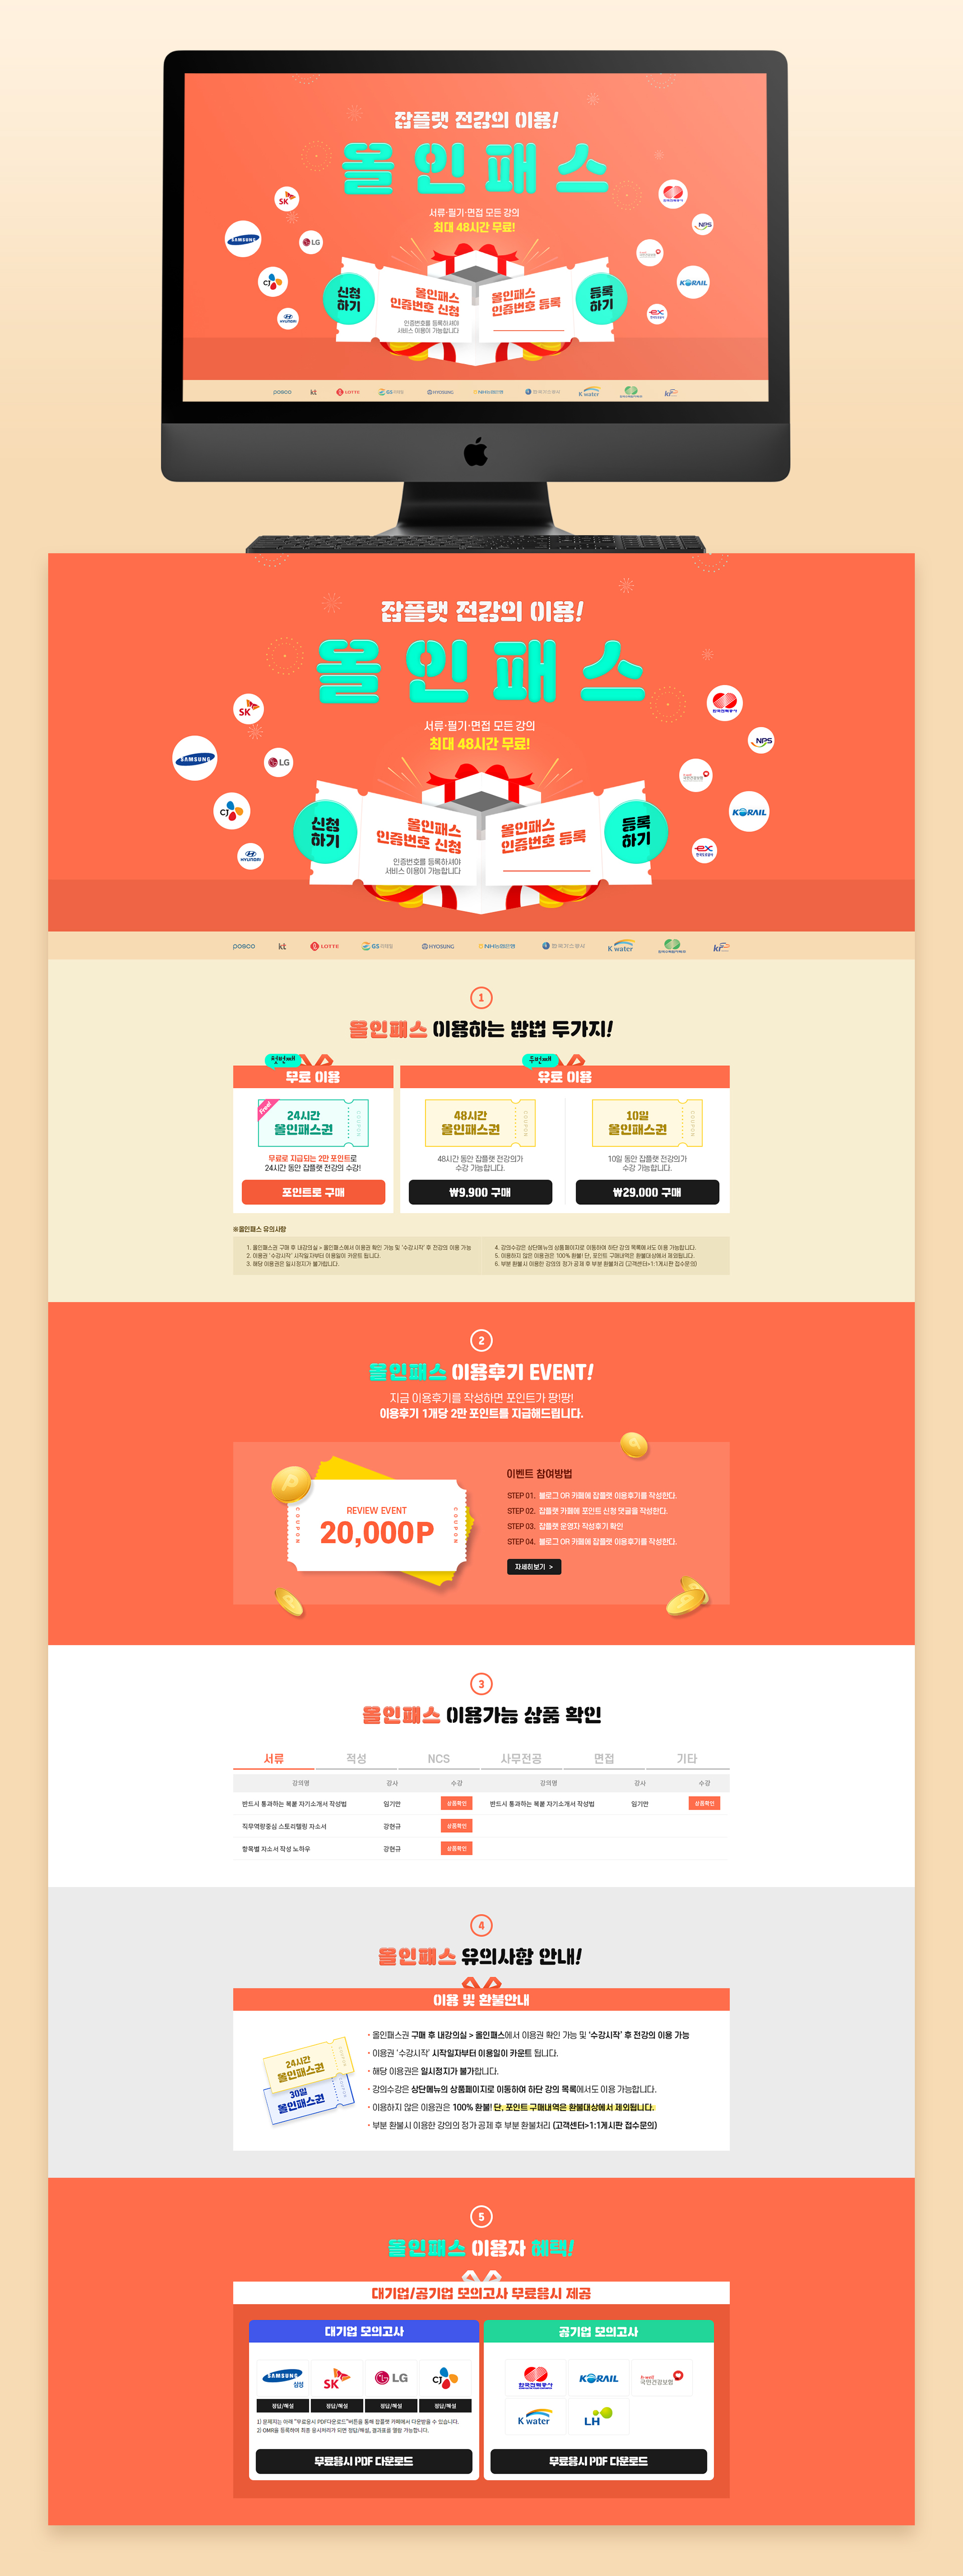 잡플랫 전강의 이용!
올인패스
서류·필기·면접 모든 강의
최대 48시간 무료!
SK
SAMSUNG
LG
CJ
HYUNDAI
한국전력공사
NPS
KORAIL
ex
신청
하기
올인패스
인증번호 신청
인증번호를 등록하셔야
서비스 이용이 가능합니다
올인패스
인증번호 등록
등록
하기
posco kt LOTTE GS리테일 HYOSUNG NH농협은행 한국가스공사 K water kr
잡플랫 전강의 이용!
올인패스
서류·필기·면접 모든 강의
최대 48시간 무료!
SK
SAMSUNG
LG
CJ
HYUNDAI
한국전력공사
NPS
국민건강보험
KORAIL
ex
한국도로공사
신청
하기
올인패스
인증번호 신청
인증번호를 등록하셔야
서비스 이용이 가능합니다
올인패스
인증번호 등록
등록
하기
posco kt LOTTE GS리테일 HYOSUNG NH농협은행 한국가스공사 K water kr
1
올인패스 이용하는 방법 두가지!
첫번째
무료 이용
Free!
24시간
올인패스권
COUPON
무료로 지급되는 2만 포인트로
24시간 동안 잡플랫 전강의 수강!
포인트로 구매
두번째
유료 이용
48시간
올인패스권
COUPON
48시간 동안 잡플랫 전강의가
수강 가능합니다.
₩9,900 구매
10일
올인패스권
COUPON
10일 동안 잡플랫 전강의가
수강 가능합니다.
₩29,000 구매
※올인패스 유의사항
1. 올인패스권 구매 후 내강의실 > 올인패스에서 이용권 확인 가능 및 '수강시작' 후 전강의 이용 가능
2. 이용권 '수강시작' 시작일자부터 이용일이 카운트 됩니다.
3. 해당 이용권은 일시정지가 불가합니다.
4. 강의수강은 상단메뉴의 상품페이지로 이동하여 하단 강의 목록에서도 이용 가능합니다.
5. 이용하지 않은 이용권은 100% 환불! 단, 포인트 구매내역은 환불대상에서 제외됩니다.
6. 부분 환불시 이용한 강의의 정가 공제 후 부분 환불처리 (고객센터>1:1게시판 접수문의)
2
올인패스 이용후기 EVENT!
지금 이용후기를 작성하면 포인트가 팡!팡!
이용후기 1개당 2만 포인트를 지급해드립니다.
COUPON
REVIEW EVENT
20,000P
COUPON
이벤트 참여방법
STEP 01. 블로그 OR 카페에 잡플랫 이용후기를 작성한다.
STEP 02. 잡플랫 카페에 포인트 신청 댓글을 작성한다.
STEP 03. 잡플랫 운영자 작성후기 확인
STEP 04. 블로그 OR 카페에 잡플랫 이용후기를 작성한다.
자세히보기 >
3
올인패스 이용가능 상품 확인
서류 적성 NCS 사무전공 면접 기타
강의명 강사 수강 강의명 강사 수강
반드시 통과하는 복붙 자기소개서 작성법 임기만 상품확인 반드시 통과하는 복붙 자기소개서 작성법 임기만 상품확인
직무역량중심 스토리텔링 자소서 강현규 상품확인
항목별 자소서 작성 노하우 강현규 상품확인
4
올인패스 유의사항 안내!
이용 및 환불안내
24시간
올인패스권
30일
올인패스권
· 올인패스권 구매 후 내강의실 > 올인패스에서 이용권 확인 가능 및 '수강시작' 후 전강의 이용 가능
· 이용권 '수강시작' 시작일자부터 이용일이 카운트 됩니다.
· 해당 이용권은 일시정지가 불가합니다.
· 강의수강은 상단메뉴의 상품페이지로 이동하여 하단 강의 목록에서도 이용 가능합니다.
· 이용하지 않은 이용권은 100% 환불! 단, 포인트 구매내역은 환불대상에서 제외됩니다.
· 부분 환불시 이용한 강의의 정가 공제 후 부분 환불처리 (고객센터>1:1게시판 접수문의)
5
올인패스 이용자 혜택!
대기업/공기업 모의고사 무료응시 제공
대기업 모의고사
SAMSUNG 삼성 SK LG CJ
정답/해설 정답/해설 정답/해설 정답/해설
1) 문제지는 아래 "무료응시 PDF다운로드"버튼을 통해 잡플랫 카페에서 다운받을 수 있습니다.
2) OMR을 등록하여 최종 응시처리가 되면 정답/해설, 결과표를 열람 가능합니다.
무료응시 PDF 다운로드
공기업 모의고사
한국전력공사 KORAIL 국민건강보험
K water LH
무료응시 PDF 다운로드